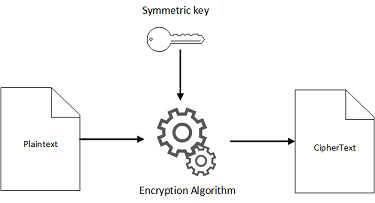 Symmetric key
Plaintext
CipherText
Encryption Algorithm